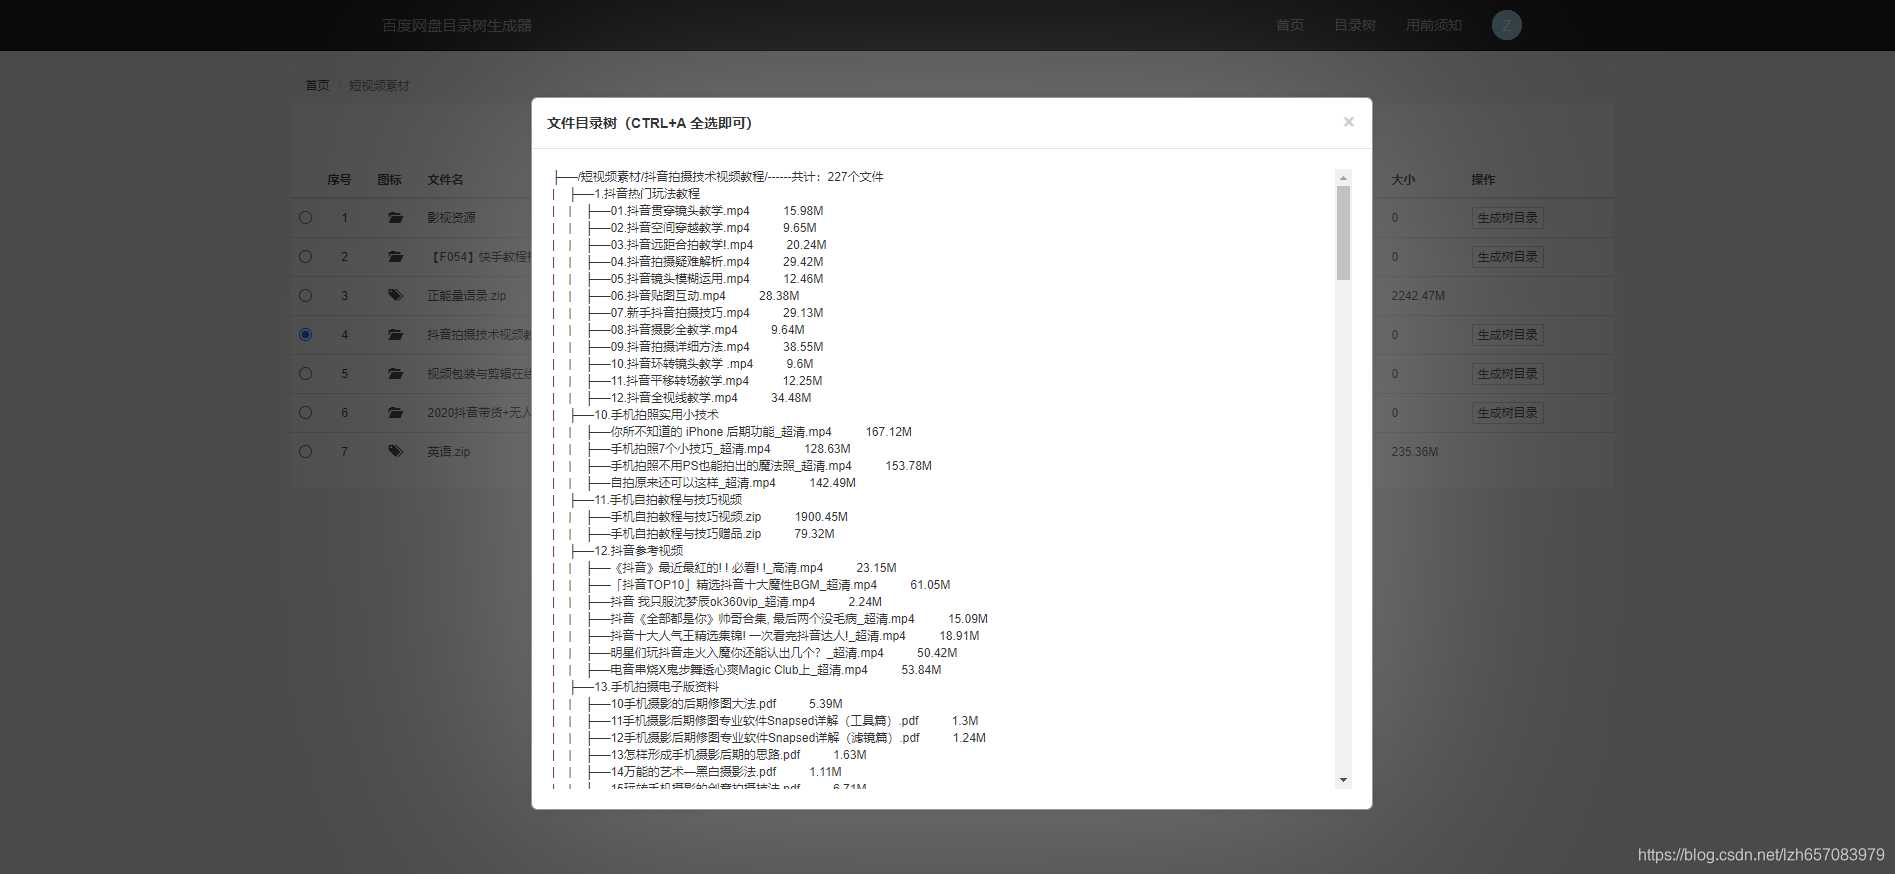 百度网盘目录树生成器
首页 目录树 用前须知 Z
首页 / 短视频素材
序号 图标 文件名 大小 操作
1 影视资源 0 生成树目录
2 【F054】快手教程 0 生成树目录
3 正能量语录.zip 2242.47M
4 抖音拍摄技术视频 0 生成树目录
5 视频包装与剪辑在 0 生成树目录
6 2020抖音带货+无人 0 生成树目录
7 英语.zip 235.36M
文件目录树（CTRL+A 全选即可） ×
├──/短视频素材/抖音拍摄技术视频教程/------共计：227个文件
| ├──1.抖音热门玩法教程
| | ├──01.抖音贯穿镜头教学.mp4 15.98M
| | ├──02.抖音空间穿越教学.mp4 9.65M
| | ├──03.抖音远距合拍教学!.mp4 20.24M
| | ├──04.抖音拍摄疑难解析.mp4 29.42M
| | ├──05.抖音镜头模糊运用.mp4 12.46M
| | ├──06.抖音贴图互动.mp4 28.38M
| | ├──07.新手抖音拍摄技巧.mp4 29.13M
| | ├──08.抖音摄影全教学.mp4 9.64M
| | ├──09.抖音拍摄详细方法.mp4 38.55M
| | ├──10.抖音环转镜头教学 .mp4 9.6M
| | ├──11.抖音平移转场教学.mp4 12.25M
| | ├──12.抖音全视线教学.mp4 34.48M
| ├──10.手机拍照实用小技术
| | ├──你所不知道的 iPhone 后期功能_超清.mp4 167.12M
| | ├──手机拍照7个小技巧_超清.mp4 128.63M
| | ├──手机拍照不用PS也能拍出的魔法照_超清.mp4 153.78M
| | ├──自拍原来还可以这样_超清.mp4 142.49M
| ├──11.手机自拍教程与技巧视频
| | ├──手机自拍教程与技巧视频.zip 1900.45M
| | ├──手机自拍教程与技巧赠品.zip 79.32M
| ├──12.抖音参考视频
| | ├──《抖音》最近最紅的! ! 必看! !_高清.mp4 23.15M
| | ├──「抖音TOP10」精选抖音十大魔性BGM_超清.mp4 61.05M
| | ├──抖音 我只服沈梦辰ok360vip_超清.mp4 2.24M
| | ├──抖音《全部都是你》帅哥合集, 最后两个没毛病_超清.mp4 15.09M
| | ├──抖音十大人气王精选集锦! 一次看完抖音达人!_超清.mp4 18.91M
| | ├──明星们玩抖音走火入魔你还能认出几个？_超清.mp4 50.42M
| | ├──电音串烧X鬼步舞透心爽Magic Club上_超清.mp4 53.84M
| ├──13.手机拍摄电子版资料
| | ├──10手机摄影的后期修图大法.pdf 5.39M
| | ├──11手机摄影后期修图专业软件Snapsed详解（工具篇）.pdf 1.3M
| | ├──12手机摄影后期修图专业软件Snapsed详解（滤镜篇）.pdf 1.24M
| | ├──13怎样形成手机摄影后期的思路.pdf 1.63M
| | ├──14万能的艺术—黑白摄影法.pdf 1.11M
| | ├──15玩转手机摄影的创意拍摄技法.pdf 6.71M
https://blog.csdn.net/lzh657083979